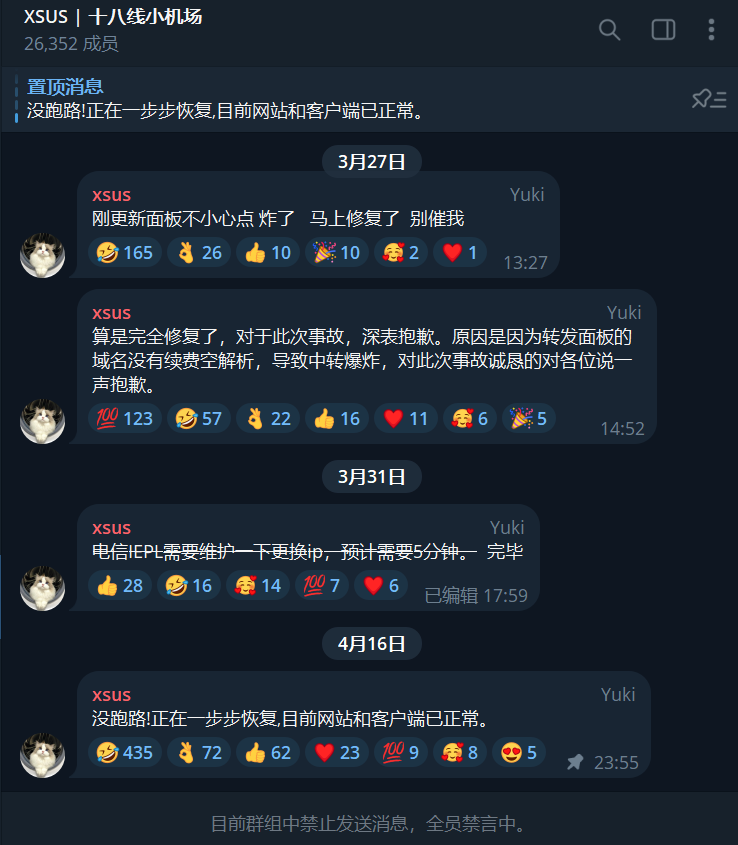 XSUS | 十八线小机场
26,352 成员
置顶消息
没跑路!正在一步步恢复,目前网站和客户端已正常。
3月27日
xsus Yuki
刚更新面板不小心点 炸了 马上修复了 别催我
🤣 165 👌 26 👍 10 🎉 10 🥰 2 ❤️ 1 13:27
xsus Yuki
算是完全修复了，对于此次事故，深表抱歉。原因是因为转发面板的
域名没有续费空解析，导致中转爆炸，对此次事故诚恳的对各位说一
声抱歉。
💯 123 🤣 57 👌 22 👍 16 ❤️ 11 🥰 6 🎉 5 14:52
3月31日
xsus Yuki
电信IEPL需要维护一下更换ip，预计需要5分钟。 完毕
👍 28 🤣 16 🥰 14 💯 7 ❤️ 6 已编辑 17:59
4月16日
xsus Yuki
没跑路!正在一步步恢复,目前网站和客户端已正常。
🤣 435 👌 72 👍 62 ❤️ 23 💯 9 🥰 8 😍 5 23:55
目前群组中禁止发送消息，全员禁言中。